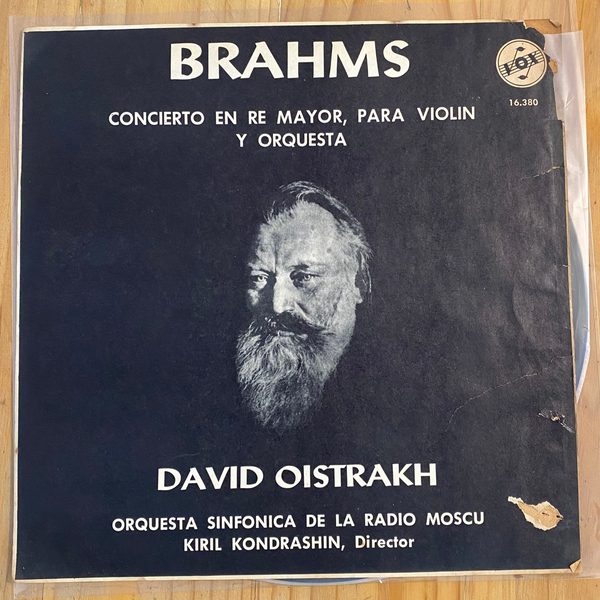 BRAHMS
VOX
16.380
CONCIERTO EN RE MAYOR, PARA VIOLIN
Y ORQUESTA
DAVID OISTRAKH
ORQUESTA SINFONICA DE LA RADIO MOSCU
KIRIL KONDRASHIN, Director